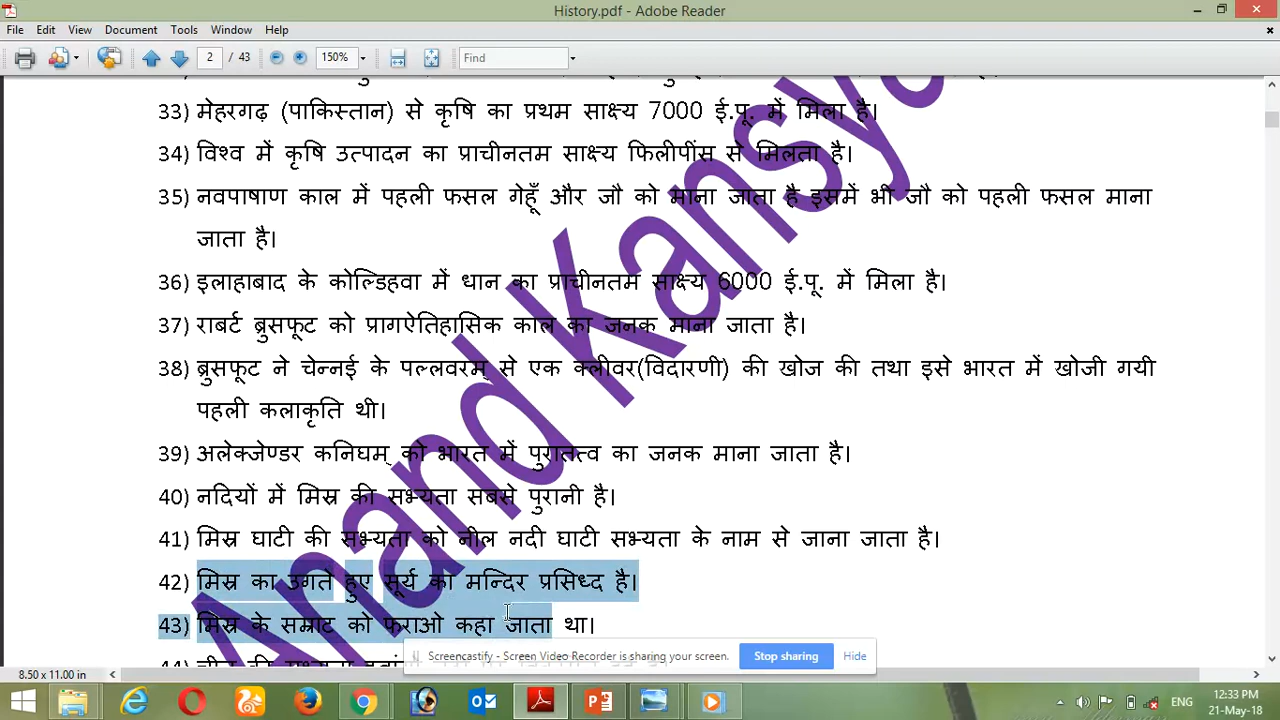 History.pdf - Adobe Reader
File Edit View Document Tools Window Help
2 / 43 150% Find
33) मेहरगढ़ (पाकिस्तान) से कृषि का प्रथम साक्ष्य 7000 ई.पू. में मिला है।
34) विश्व में कृषि उत्पादन का प्राचीनतम साक्ष्य फिलीपींस से मिलता है।
35) नवपाषाण काल में पहली फसल गेहूँ और जौ को माना जाता है इसमें भी जौ को पहली फसल माना
जाता है।
36) इलाहाबाद के कोल्डिहवा में धान का प्राचीनतम साक्ष्य 6000 ई.पू. में मिला है।
37) राबर्ट ब्रुसफूट को प्रागऐतिहासिक काल का जनक माना जाता है।
38) ब्रुसफूट ने चेन्नई के पल्लवरम् से एक क्लीवर(विदारणी) की खोज की तथा इसे भारत में खोजी गयी
पहली कलाकृति थी।
39) अलेक्जेण्डर कनिघम् को भारत में पुरातत्व का जनक माना जाता है।
40) नदियों में मिस्र की सभ्यता सबसे पुरानी है।
41) मिस्र घाटी की सभ्यता को नील नदी घाटी सभ्यता के नाम से जाना जाता है।
42) मिस्र का उगते हुए सूर्य का मन्दिर प्रसिध्द है।
43) मिस्र के सम्राट को फराओ कहा जाता था।
Anand Kansya
Screencastify - Screen Video Recorder is sharing your screen. Stop sharing Hide
8.50 x 11.00 in
ENG 12:33 PM
21-May-18